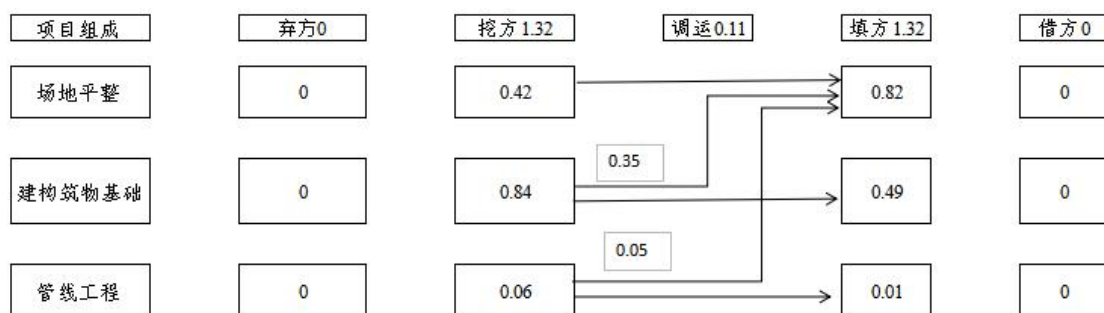 项目组成 弃方0 挖方1.32 调运0.11 填方1.32 借方0
场地平整 0 0.42 0.82 0
0.35
建构筑物基础 0 0.84 0.49 0
0.05
管线工程 0 0.06 0.01 0